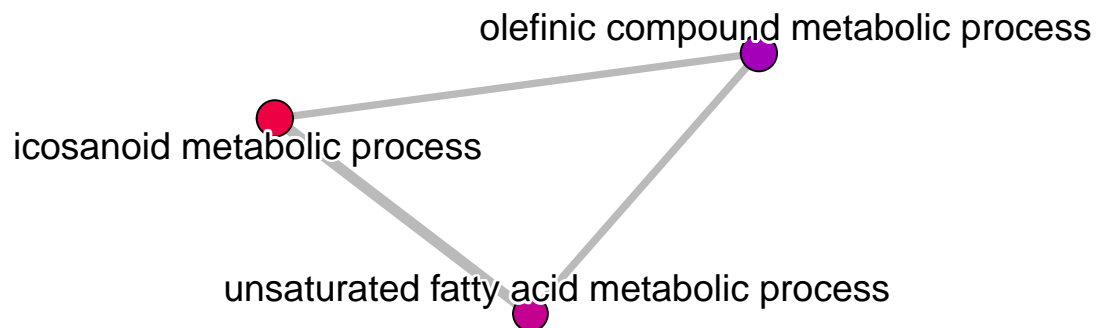 olefinic compound metabolic process
icosanoid metabolic process
unsaturated fatty acid metabolic process